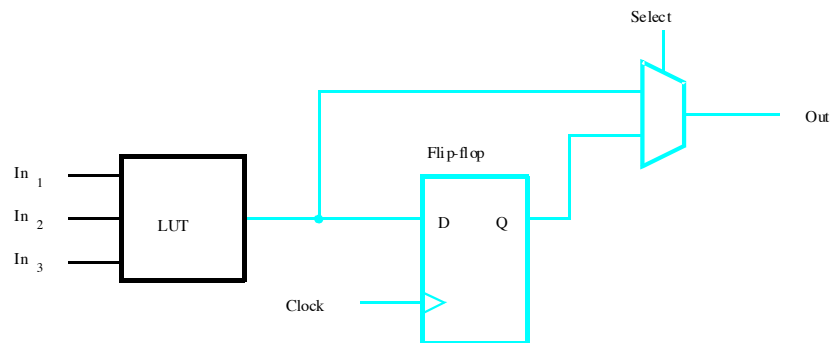 Select
Out
Flip-flop
In 1
In 2
In 3
LUT
D
Q
Clock